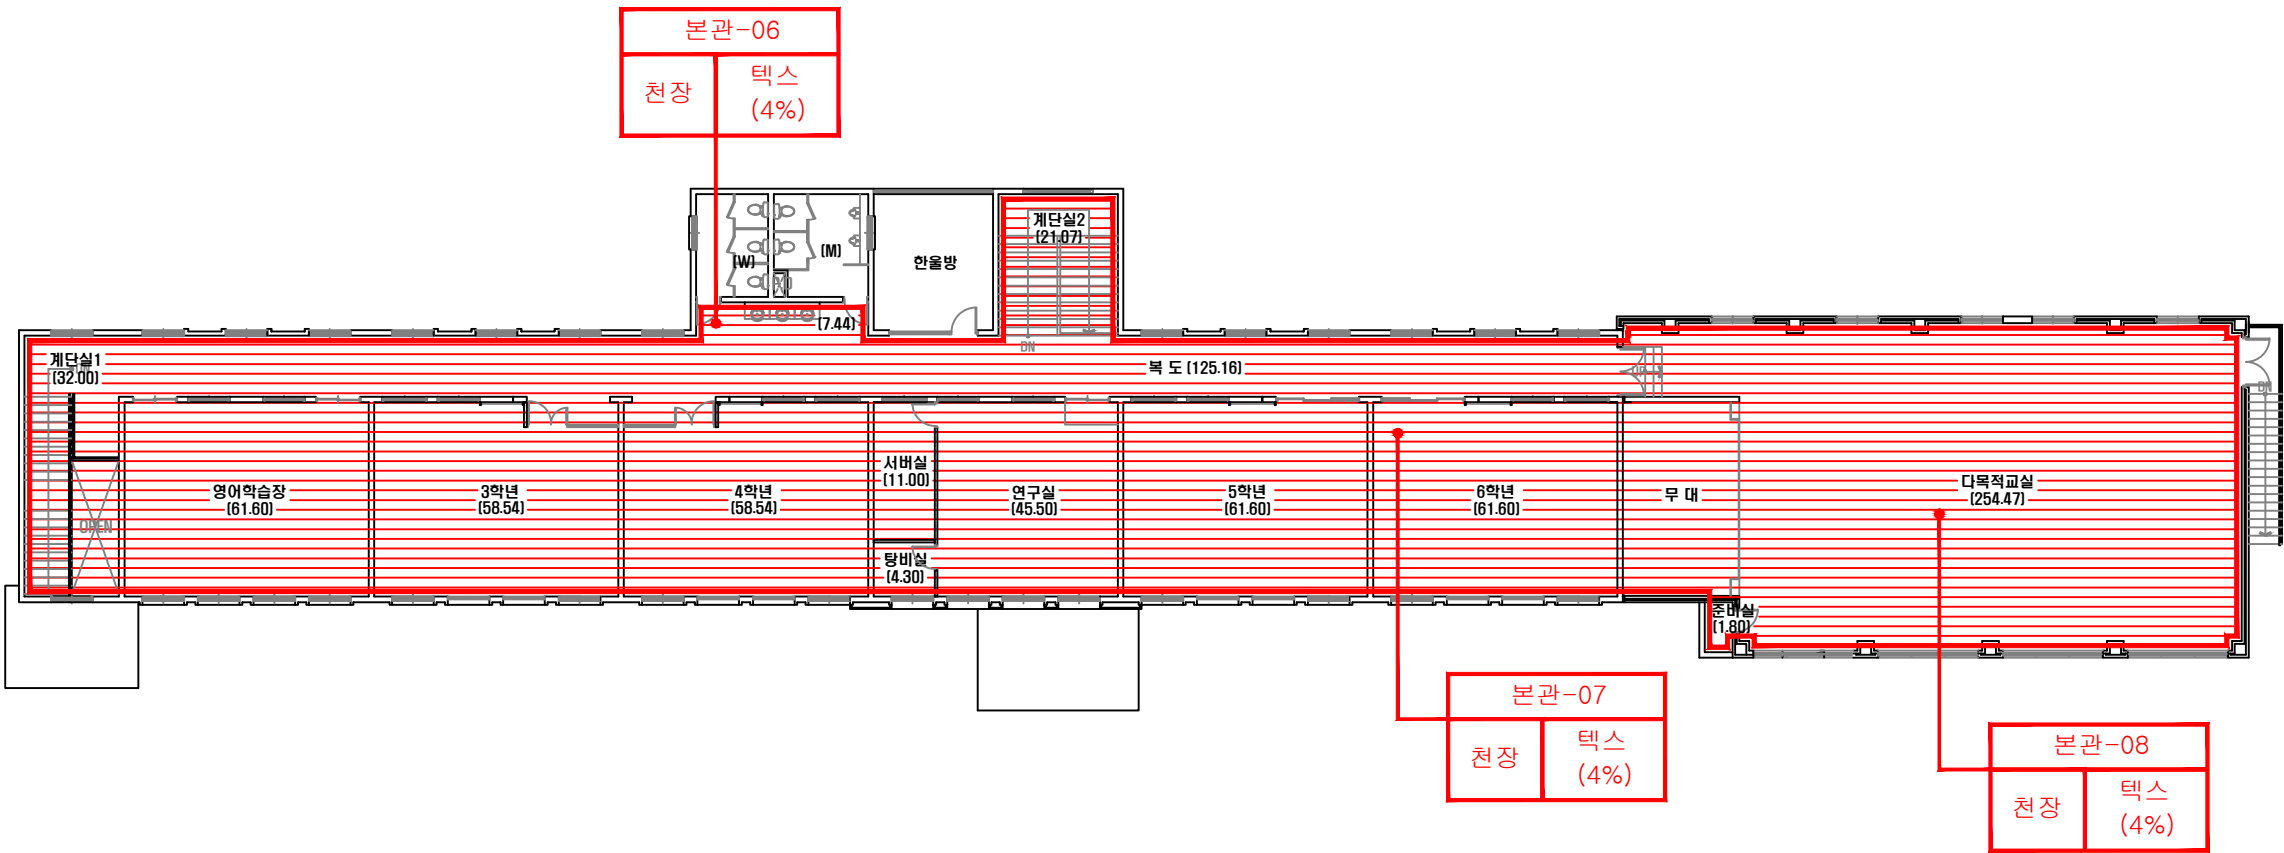 본관-06
천장
텍스
(4%)
계단실2
(21.07)
(W)
(M)
한울방
(7.44)
DN
계단실1
(32.00)
복 도 (125.16)
DN
영어학습장
(61.60)
3학년
(58.54)
4학년
(58.54)
서버실
(11.00)
연구실
(45.50)
5학년
(61.60)
6학년
(61.60)
무 대
다목적교실
(254.47)
OPEN
탕비실
(4.30)
준비실
(1.80)
본관-07
천장
텍스
(4%)
본관-08
천장
텍스
(4%)